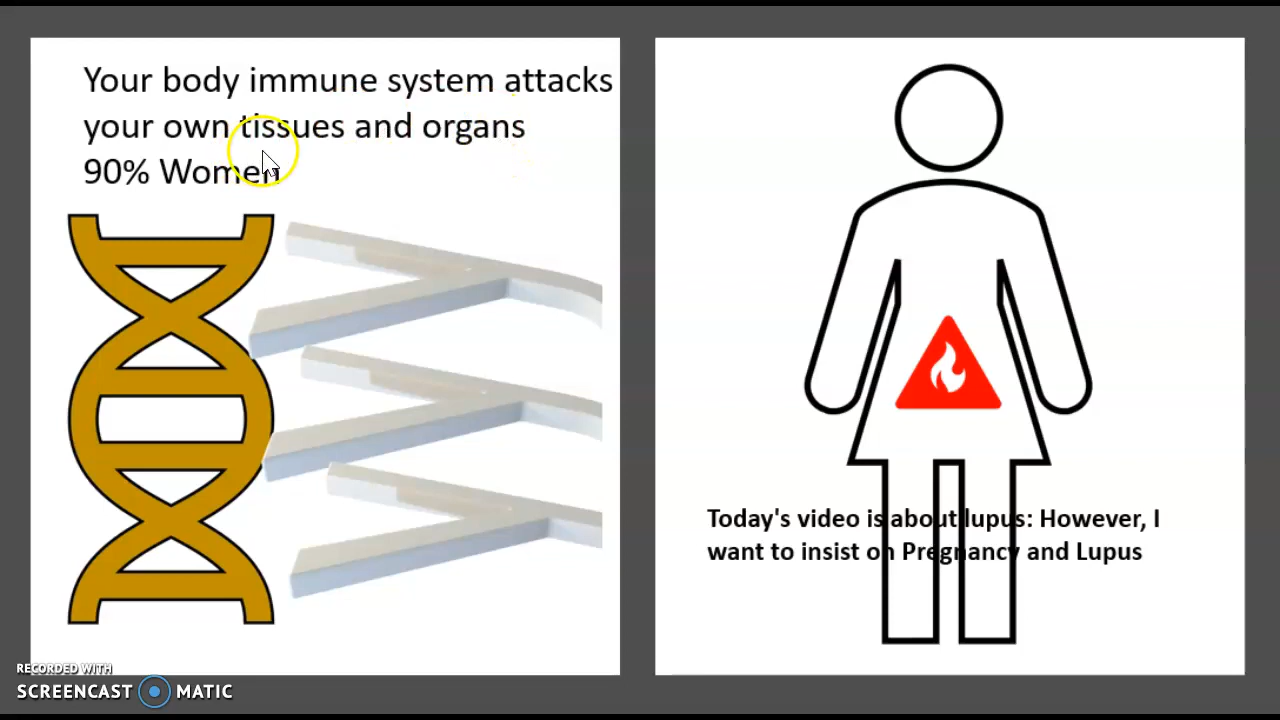 Your body immune system attacks
your own tissues and organs
90% Women
Today's video is about lupus: However, I
want to insist on Pregnancy and Lupus
RECORDED WITH
SCREENCAST MATIC